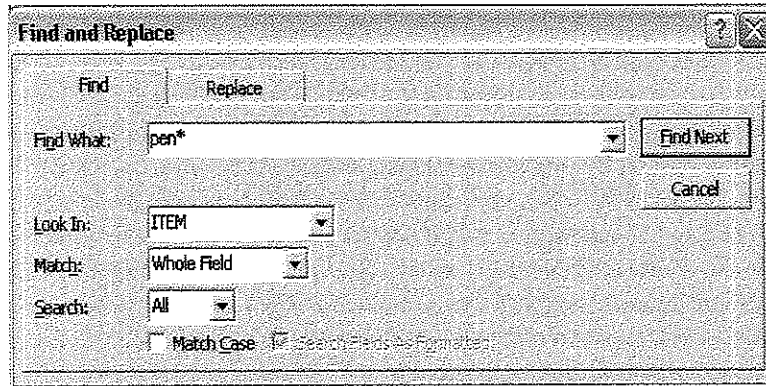 Find and Replace
Find Replace
Find What: pen* Find Next
Cancel
Look In: ITEM
Match: Whole Field
Search: All
Match Case Search Fields As Formatted